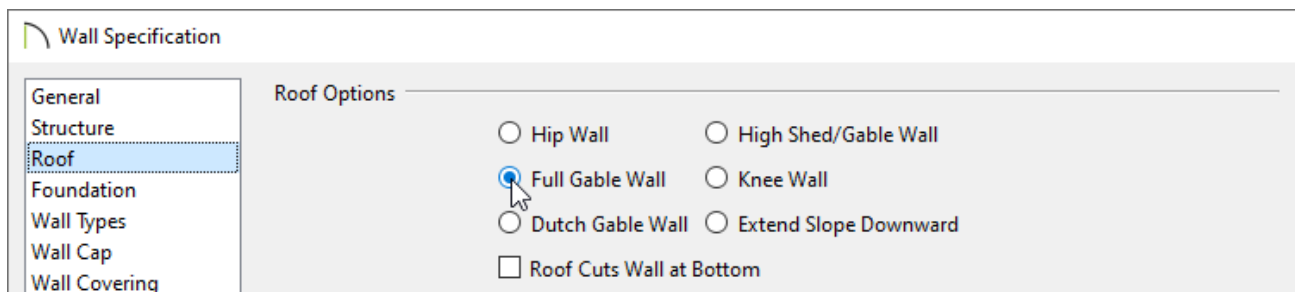 Wall Specification
General
Structure
Roof
Foundation
Wall Types
Wall Cap
Wall Covering
Roof Options
Hip Wall High Shed/Gable Wall
Full Gable Wall Knee Wall
Dutch Gable Wall Extend Slope Downward
Roof Cuts Wall at Bottom